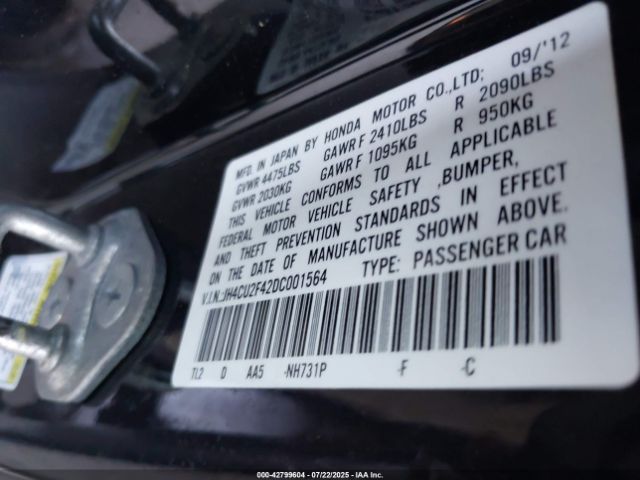 MFD. IN JAPAN BY HONDA MOTOR CO.,LTD; 09/'12
GVWR 4475LBS GAWR F 2410LBS R 2090LBS
GVWR 2030KG GAWR F 1095KG R 950KG
THIS VEHICLE CONFORMS TO ALL APPLICABLE
FEDERAL MOTOR VEHICLE SAFETY ,BUMPER,
AND THEFT PREVENTION STANDARDS IN EFFECT
ON THE DATE OF MANUFACTURE SHOWN ABOVE.
V.I.N.:JH4CU2F42DC001564 TYPE: PASSENGER CAR
TL2 D AA5 -NH731P -F -C
000-42799604 | 07/22/2025 | IAA Inc.